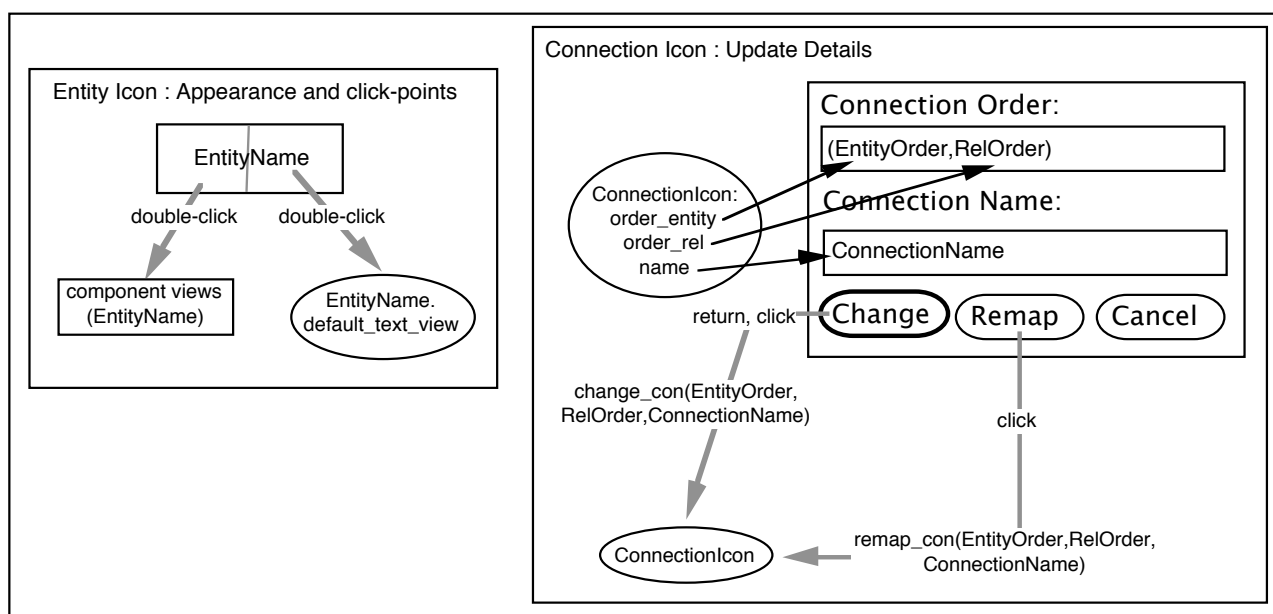 Entity Icon : Appearance and click-points
EntityName
double-click
double-click
component views
(EntityName)
EntityName.
default_text_view
Connection Icon : Update Details
Connection Order:
(EntityOrder,RelOrder)
ConnectionIcon:
order_entity
order_rel
name
Connection Name:
ConnectionName
return, click
Change
Remap
Cancel
change_con(EntityOrder,
RelOrder,ConnectionName)
click
ConnectionIcon
remap_con(EntityOrder,RelOrder,
ConnectionName)